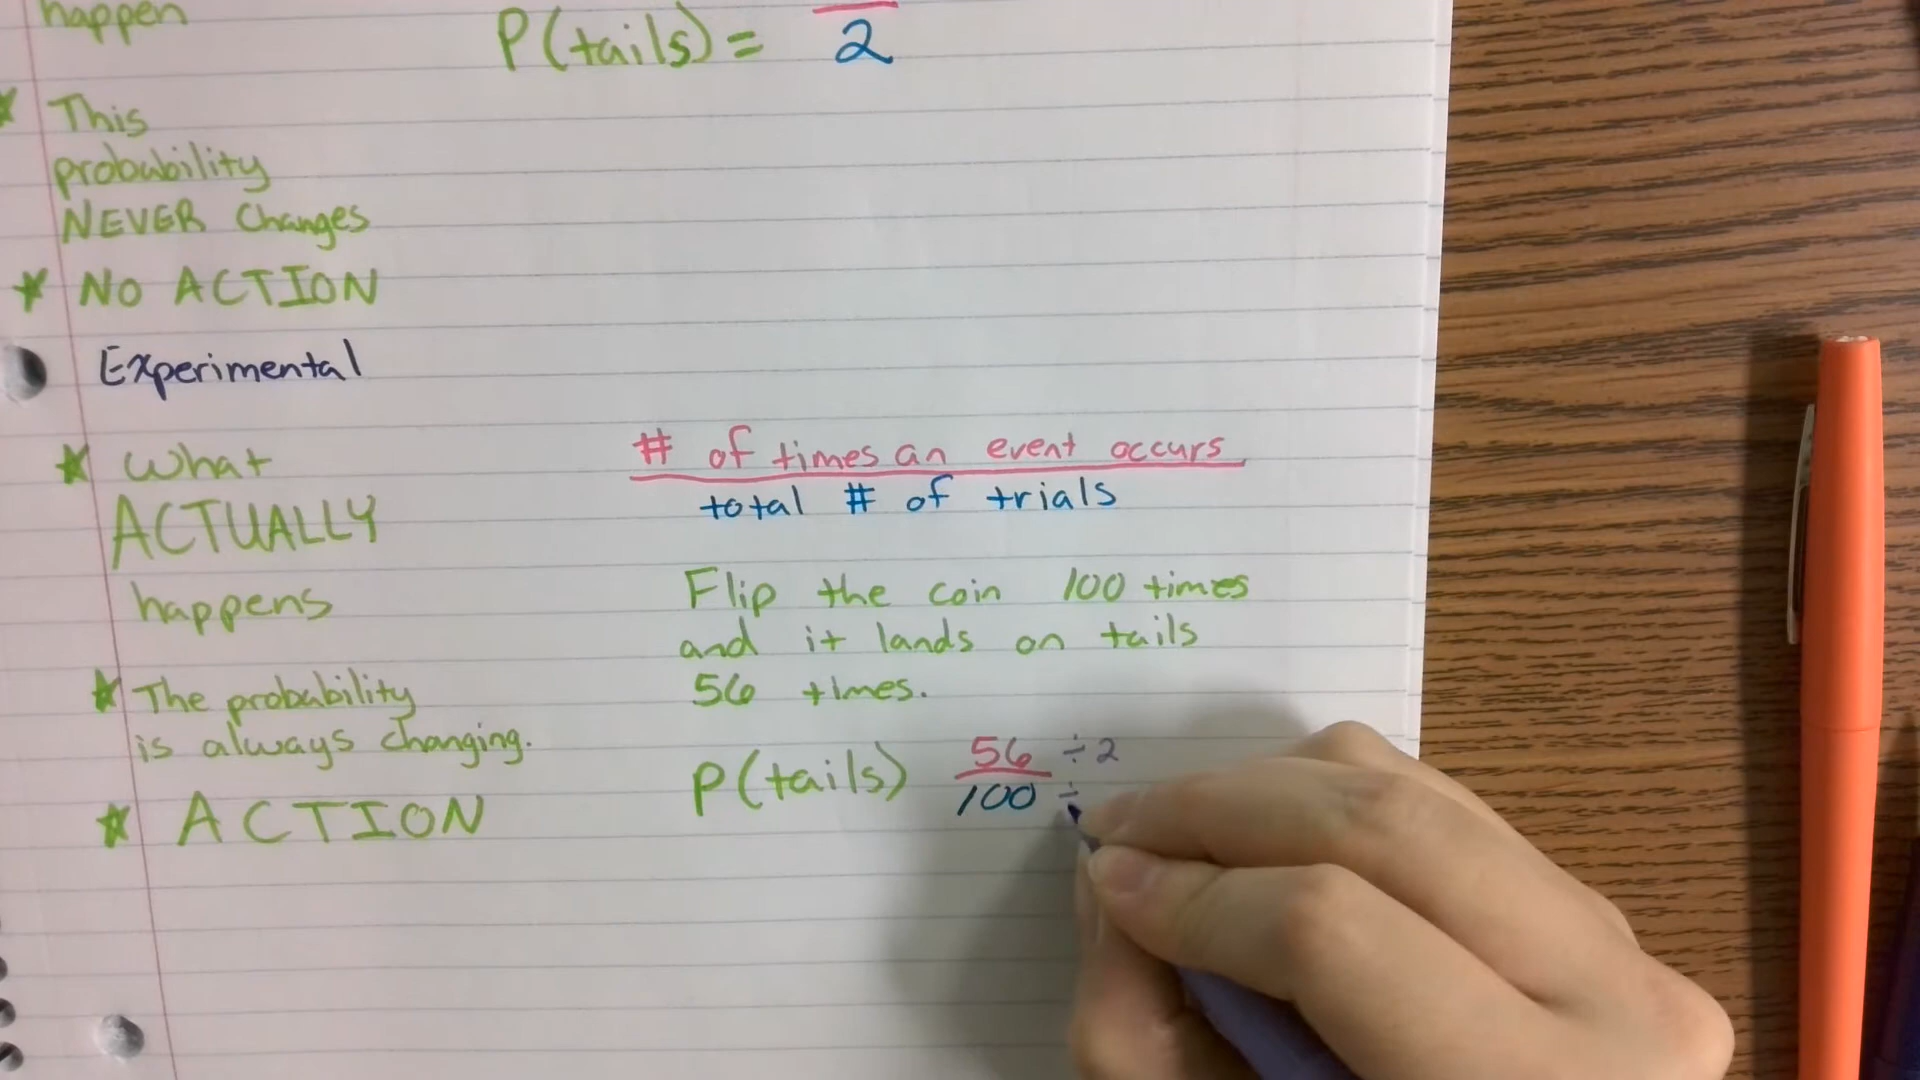 happen
P(tails) = 2
This
probability
NEVER Changes
NO ACTION
Experimental
What
ACTUALLY
happens
The probability
is always changing.
ACTION
# of times an event occurs
total # of trials
Flip the coin 100 times
and it lands on tails
56 times.
P(tails) 56 ÷ 2
100 ÷